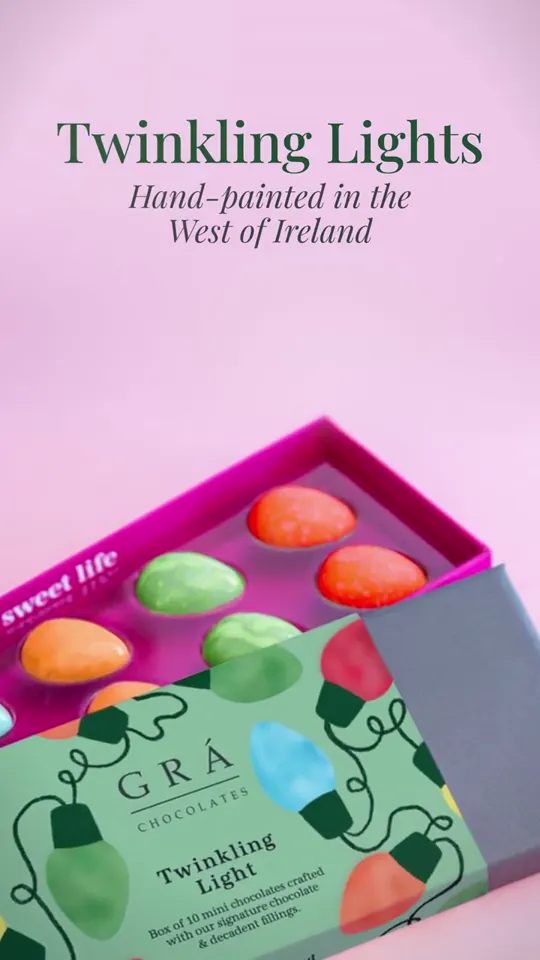 Twinkling Lights
Hand-painted in the
West of Ireland
sweet life
GRÁ
CHOCOLATES
Twinkling
Light
Box of 10 mini chocolates crafted
with our signature chocolate
& decadent fillings.